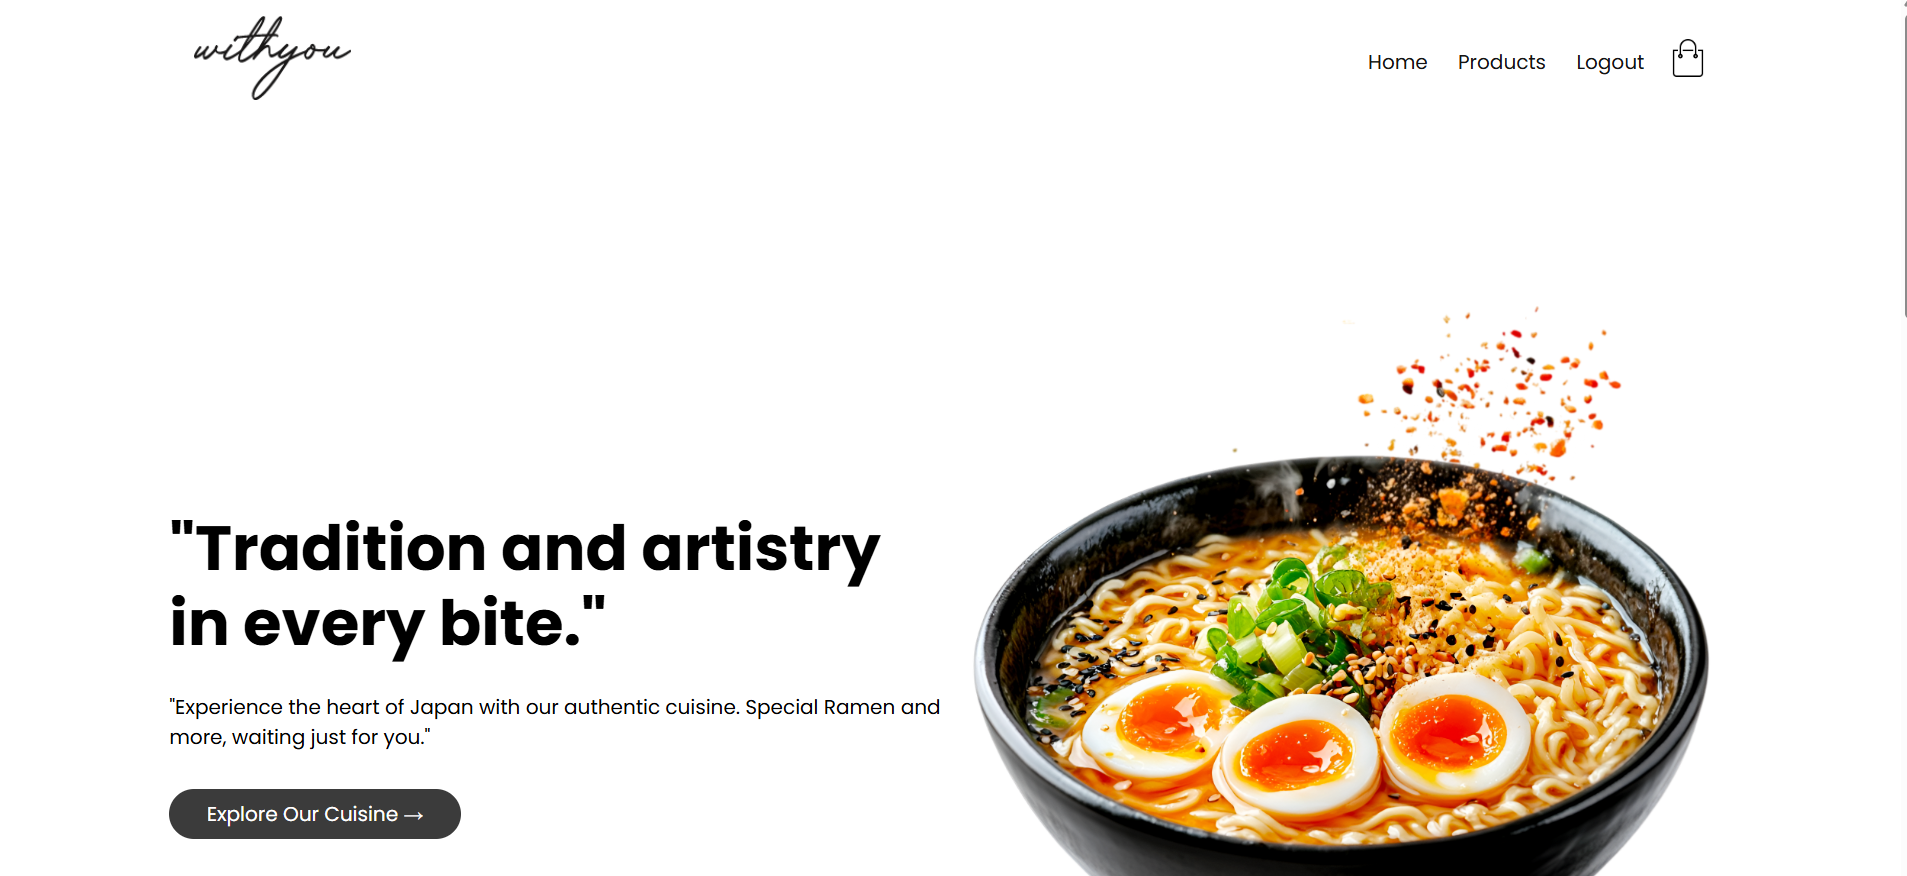 withyou
Home Products Logout
"Tradition and artistry
in every bite."
"Experience the heart of Japan with our authentic cuisine. Special Ramen and
more, waiting just for you."
Explore Our Cuisine →